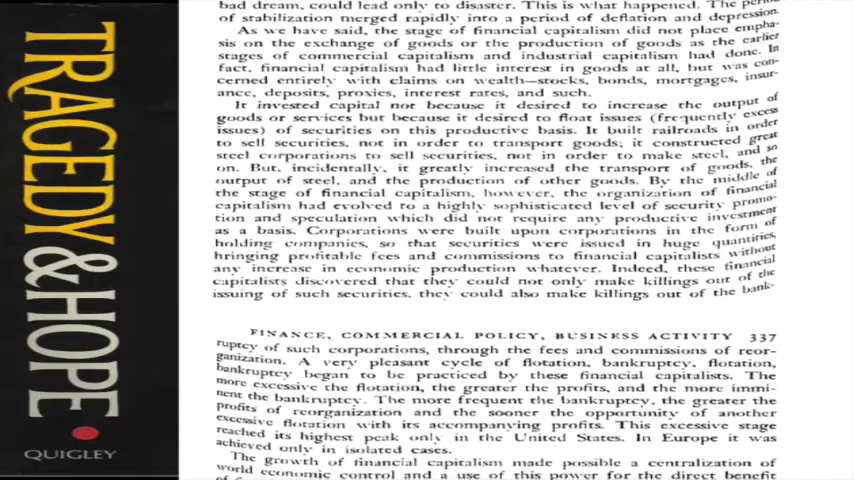 TRAGEDY & HOPE
QUIGLEY
bad dream, could lead only to disaster. This is what happened. The period
of stabilization merged rapidly into a period of deflation and depression.
As we have said, the stage of financial capitalism did not place empha-
sis on the exchange of goods or the production of goods as the earlier
stages of commercial capitalism and industrial capitalism had done. In
fact, financial capitalism had little interest in goods at all, but was con-
cerned entirely with claims on wealth—stocks, bonds, mortgages, insur-
ance, deposits, proxies, interest rates, and such.
It invested capital not because it desired to increase the output of
goods or services but because it desired to float issues (frequently excess
issues) of securities on this productive basis. It built railroads in order
to sell securities, not in order to transport goods; it constructed great
steel corporations to sell securities, not in order to make steel, and so
on. But, incidentally, it greatly increased the transport of goods, the
output of steel, and the production of other goods. By the middle of
the stage of financial capitalism, however, the organization of financial
capitalism had evolved to a highly sophisticated level of security promo-
tion and speculation which did not require any productive investment
as a basis. Corporations were built upon corporations in the form of
holding companies, so that securities were issued in huge quantities,
bringing profitable fees and commissions to financial capitalists without
any increase in economic production whatever. Indeed, these financial
capitalists discovered that they could not only make killings out of the
issuing of such securities, they could also make killings out of the bank-
FINANCE, COMMERCIAL POLICY, BUSINESS ACTIVITY 337
ruptcy of such corporations, through the fees and commissions of reor-
ganization. A very pleasant cycle of flotation, bankruptcy, flotation,
bankruptcy began to be practiced by these financial capitalists. The
more excessive the flotation, the greater the profits, and the more immi-
nent the bankruptcy. The more frequent the bankruptcy, the greater the
profits of reorganization and the sooner the opportunity of another
excessive flotation with its accompanying profits. This excessive stage
reached its highest peak only in the United States. In Europe it was
achieved only in isolated cases.
The growth of financial capitalism made possible a centralization of
world economic control and a use of this power for the direct benefit